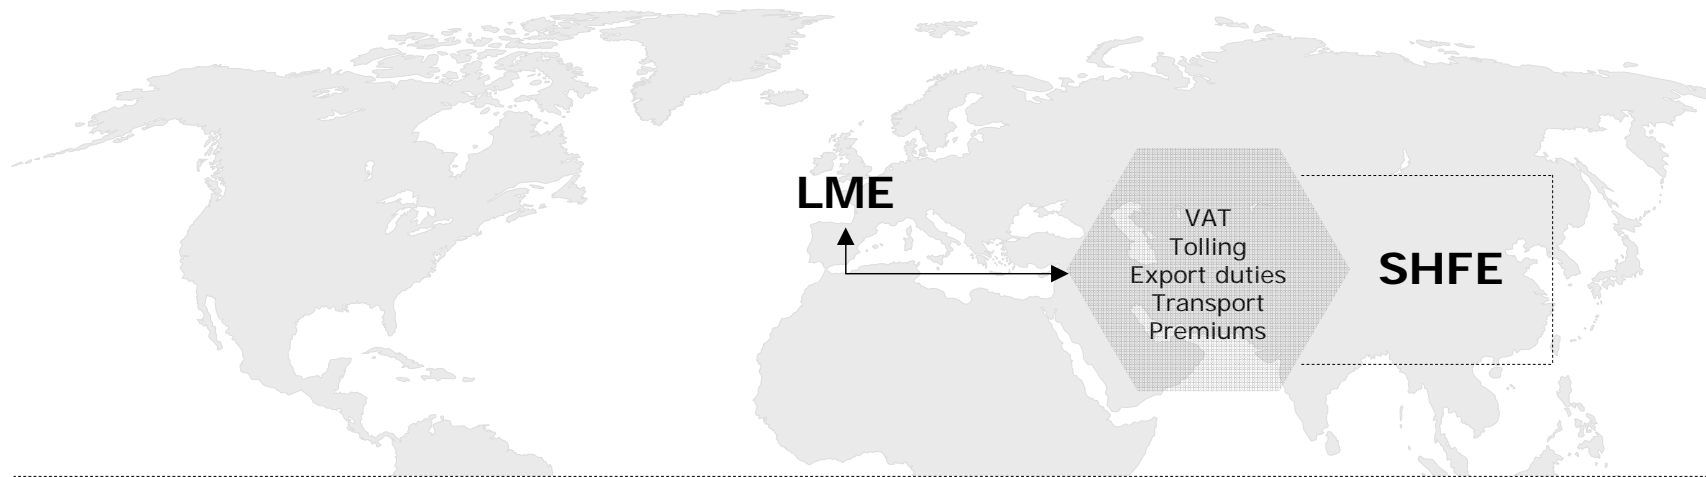 LME
VAT
Tolling
Export duties
Transport
Premiums
SHFE